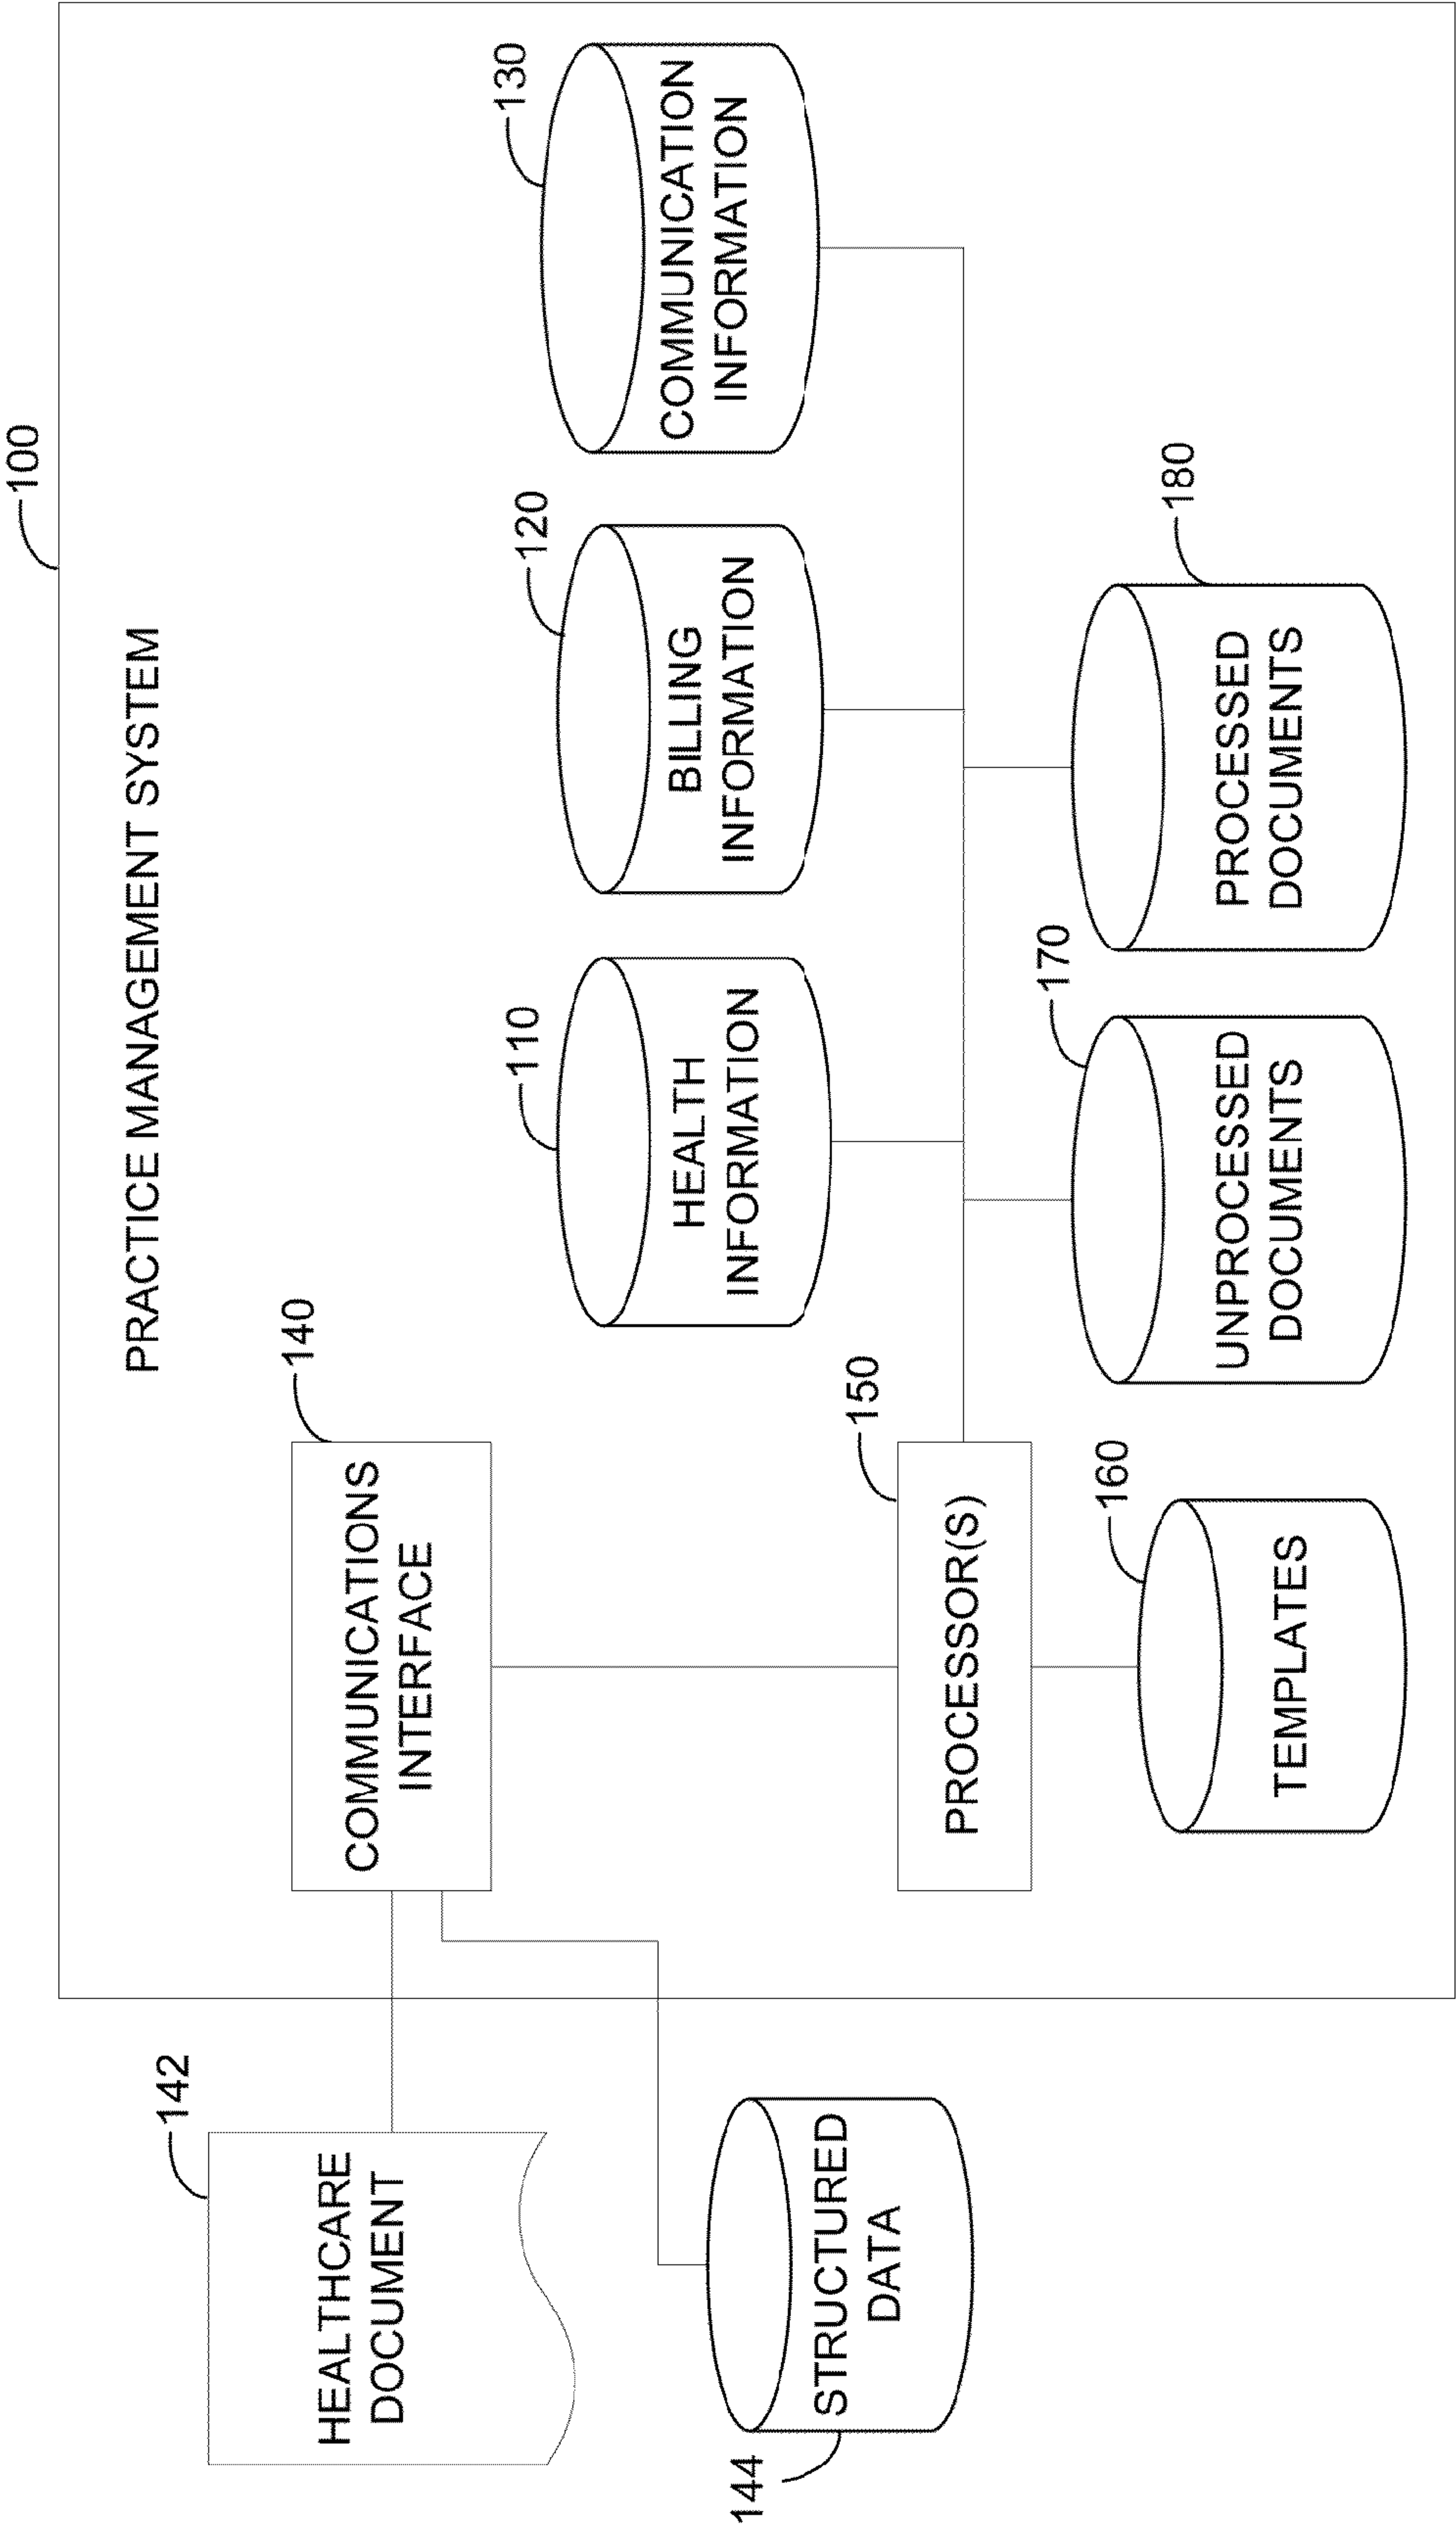 100
PRACTICE MANAGEMENT SYSTEM
142
HEALTHCARE
DOCUMENT
140
COMMUNICATIONS
INTERFACE
110
HEALTH
INFORMATION
120
BILLING
INFORMATION
130
COMMUNICATION
INFORMATION
144
STRUCTURED
DATA
150
PROCESSOR(S)
160
TEMPLATES
170
UNPROCESSED
DOCUMENTS
180
PROCESSED
DOCUMENTS